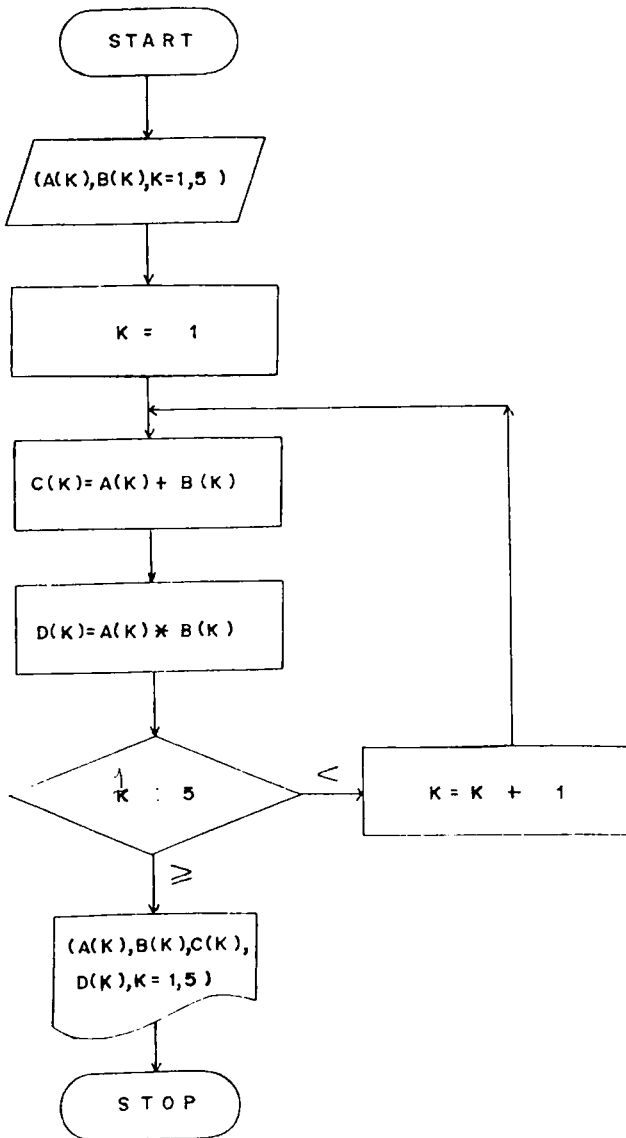 START
(A(K),B(K),K=1,5 )
K = 1
C(K)=A(K)+ B(K)
D(K)=A(K)* B(K)
K : 5
<
K = K + 1
≥
(A(K),B(K),C(K),
D(K),K= 1,5)
STOP